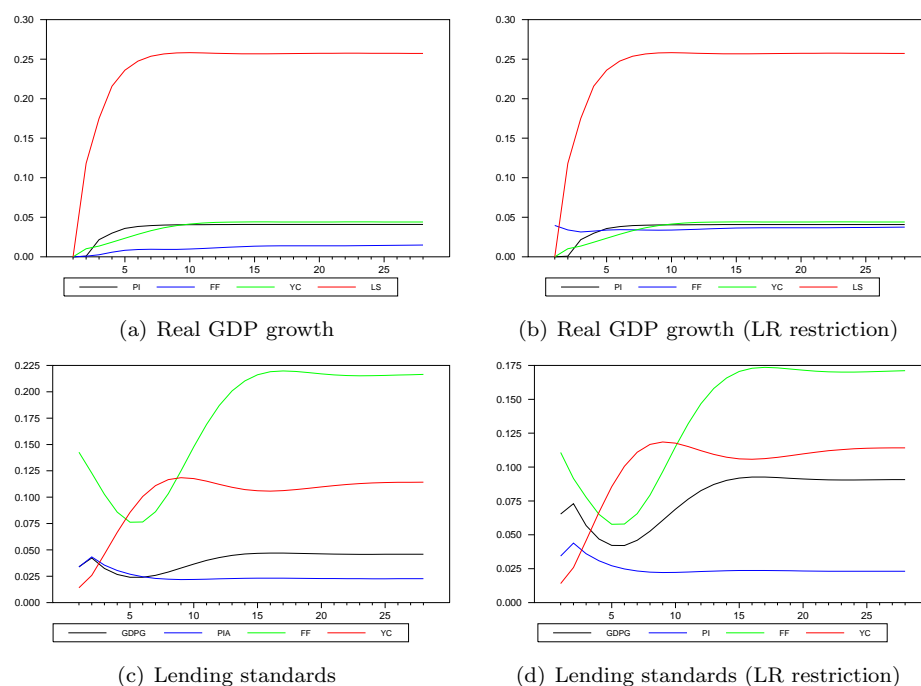 0.30
0.25
0.20
0.15
0.10
0.05
0.00
5 10 15 20 25
PI FF YC LS
(a) Real GDP growth
0.30
0.25
0.20
0.15
0.10
0.05
0.00
5 10 15 20 25
PI FF YC LS
(b) Real GDP growth (LR restriction)
0.225
0.200
0.175
0.150
0.125
0.100
0.075
0.050
0.025
0.000
5 10 15 20 25
GDPG PIA FF YC
(c) Lending standards
0.175
0.150
0.125
0.100
0.075
0.050
0.025
0.000
5 10 15 20 25
GDPG PI FF YC
(d) Lending standards (LR restriction)